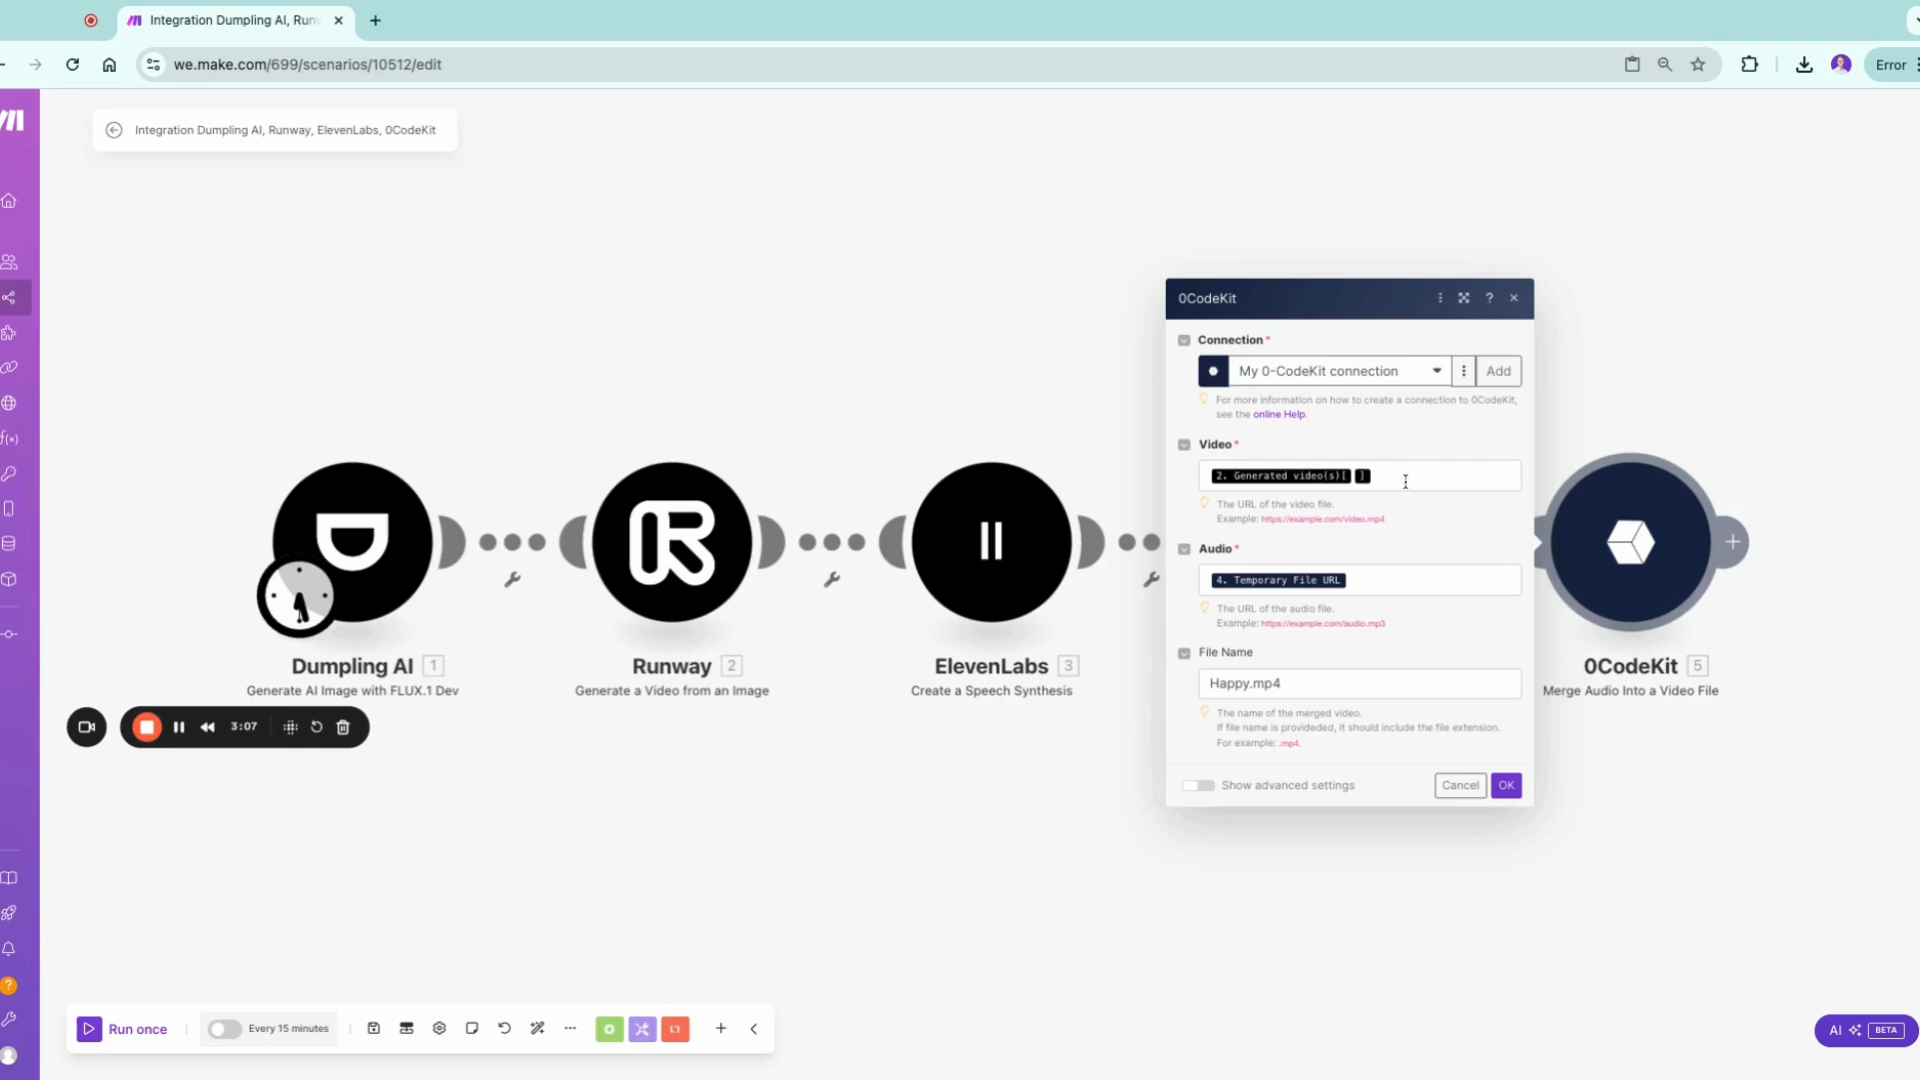 Integration Dumpling AI, Run
we.make.com/699/scenarios/10512/edit
Error
Integration Dumpling AI, Runway, ElevenLabs, 0CodeKit
0CodeKit
?
Connection *
My 0-CodeKit connection
Add
For more information on how to create a connection to 0CodeKit,
see the online Help.
Video *
2. Generated video(s)[ ]
The URL of the video file.
Example: https://example.com/video.mp4
Audio *
4. Temporary File URL
The URL of the audio file.
Example: https://example.com/audio.mp3
File Name
Happy.mp4
The name of the merged video.
If file name is provideded, it should include the file extension.
For example: .mp4.
Show advanced settings
Cancel
OK
Dumpling AI 1
Generate AI Image with FLUX.1 Dev
Runway 2
Generate a Video from an Image
ElevenLabs 3
Create a Speech Synthesis
0CodeKit 5
Merge Audio Into a Video File
3:07
Run once
Every 15 minutes
AI BETA